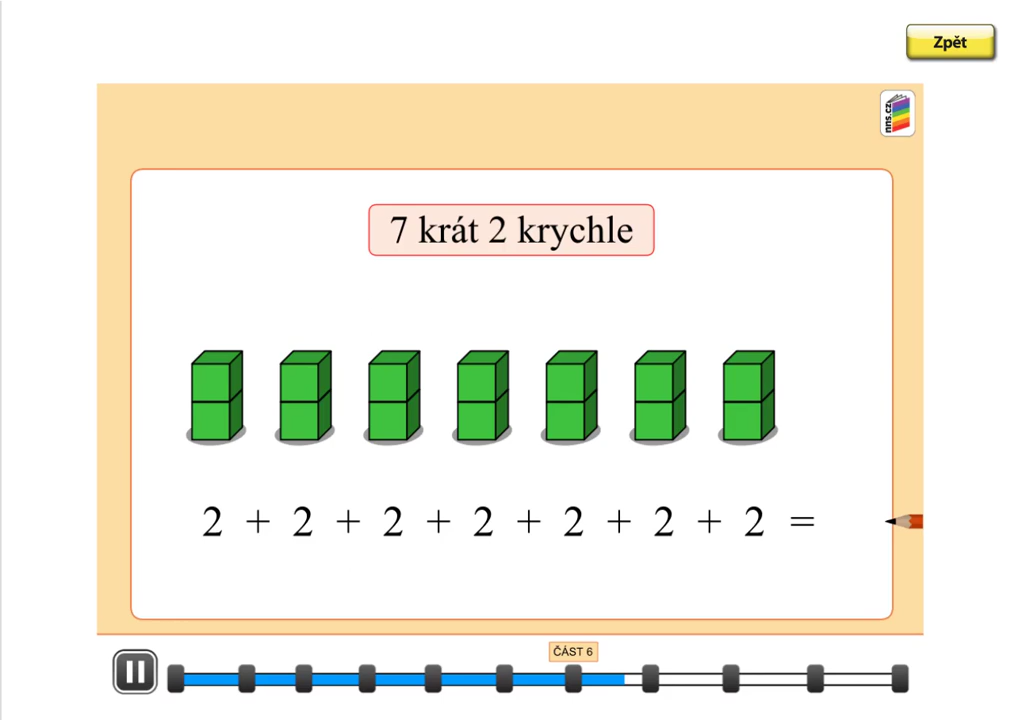 Zpět
nns.cz
7 krát 2 krychle
2 + 2 + 2 + 2 + 2 + 2 + 2 =
ČÁST 6